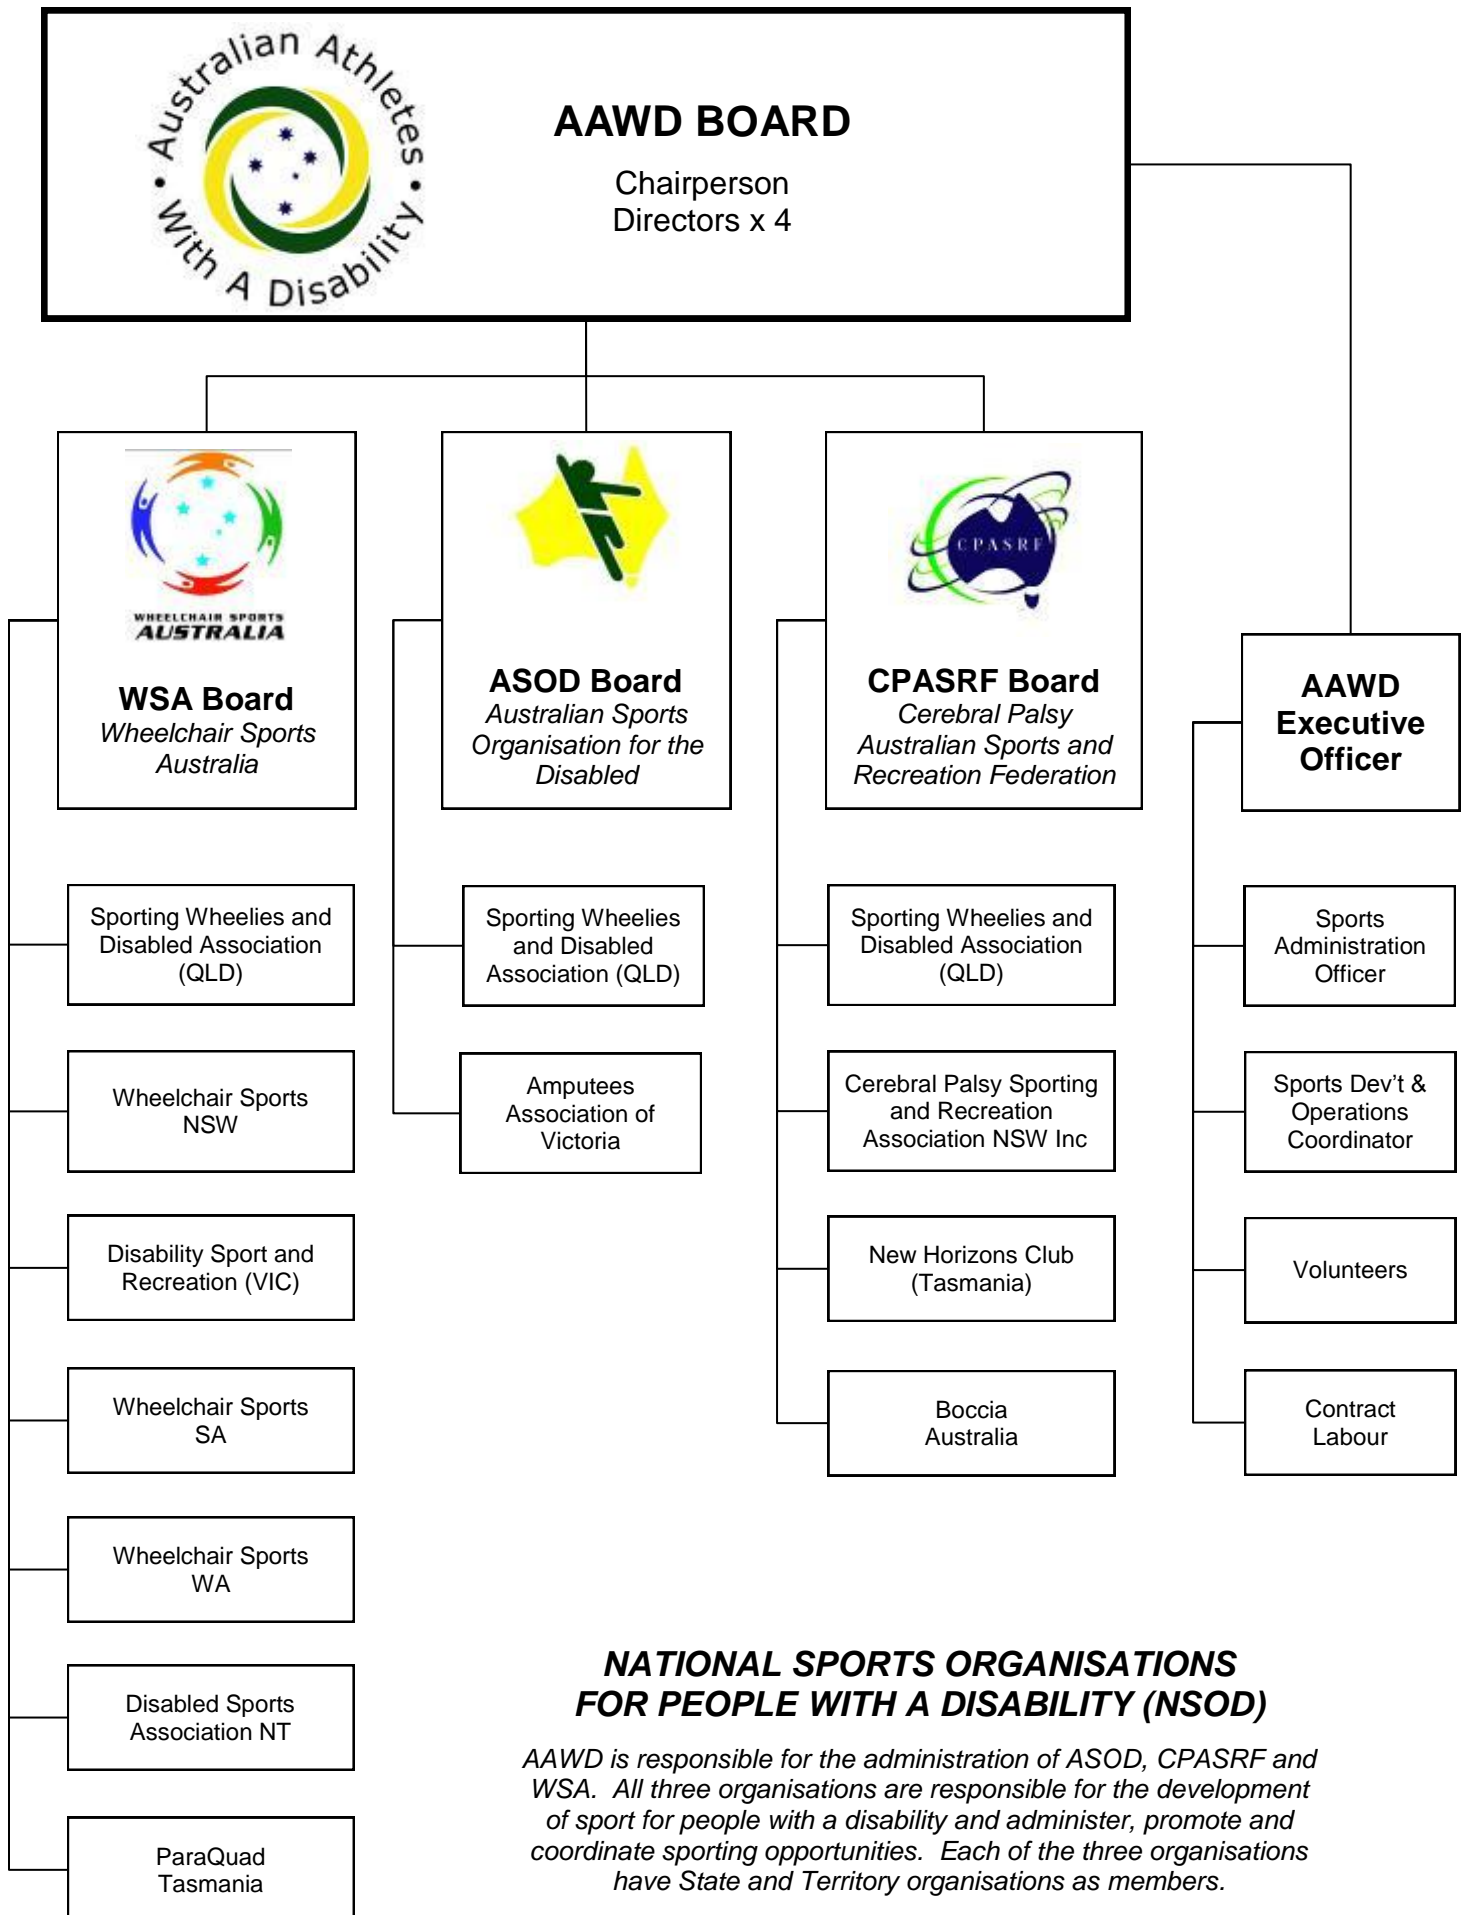 Australian Athletes
• With A Disability •
AAWD BOARD
Chairperson
Directors x 4
WHEELCHAIR SPORTS
AUSTRALIA
WSA Board
Wheelchair Sports
Australia
ASOD Board
Australian Sports
Organisation for the
Disabled
CPASRF
CPASRF Board
Cerebral Palsy
Australian Sports and
Recreation Federation
AAWD
Executive
Officer
Sporting Wheelies and
Disabled Association
(QLD)
Wheelchair Sports
NSW
Disability Sport and
Recreation (VIC)
Wheelchair Sports
SA
Wheelchair Sports
WA
Disabled Sports
Association NT
ParaQuad
Tasmania
Sporting Wheelies
and Disabled
Association (QLD)
Amputees
Association of
Victoria
Sporting Wheelies and
Disabled Association
(QLD)
Cerebral Palsy Sporting
and Recreation
Association NSW Inc
New Horizons Club
(Tasmania)
Boccia
Australia
Sports
Administration
Officer
Sports Dev’t &
Operations
Coordinator
Volunteers
Contract
Labour
NATIONAL SPORTS ORGANISATIONS
FOR PEOPLE WITH A DISABILITY (NSOD)
AAWD is responsible for the administration of ASOD, CPASRF and
WSA. All three organisations are responsible for the development
of sport for people with a disability and administer, promote and
coordinate sporting opportunities. Each of the three organisations
have State and Territory organisations as members.